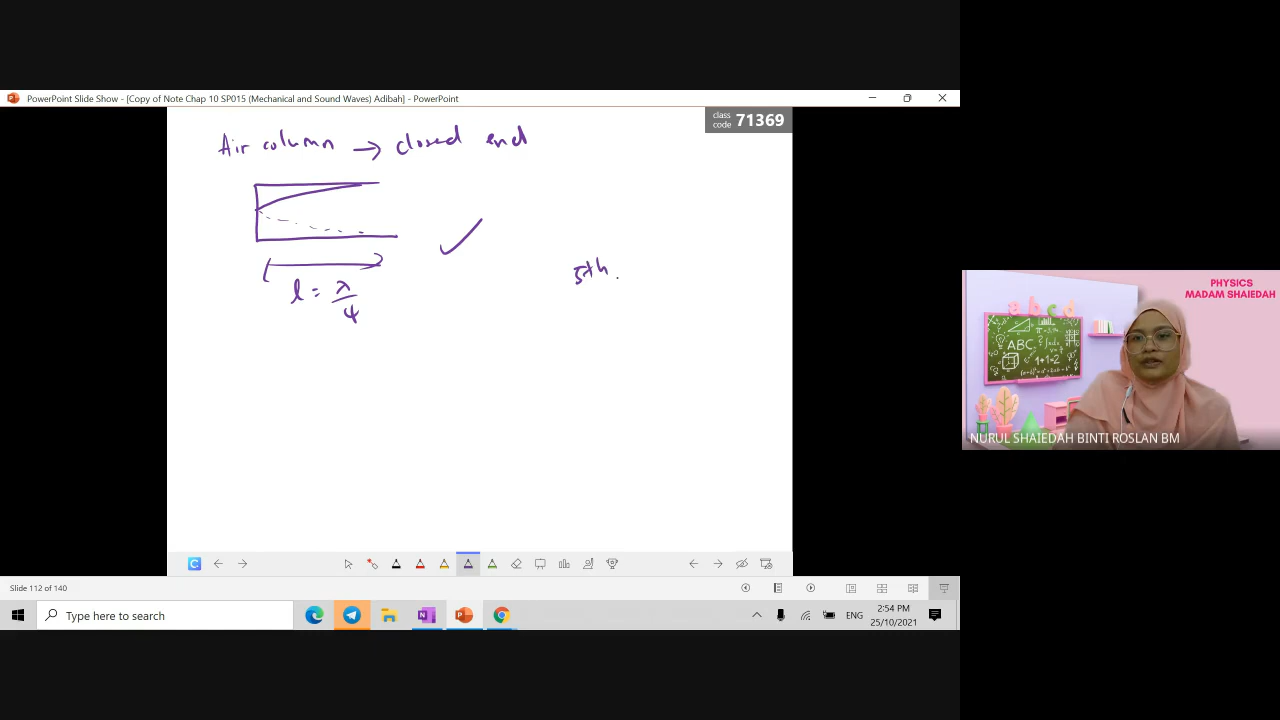 PowerPoint Slide Show - [Copy of Note Chap 10 SP015 (Mechanical and Sound Waves) Adibah] - PowerPoint
class code 71369
Air column → closed end
l = λ/4
5th.
PHYSICS
MADAM SHAIEDAH
a b c d
ABC
1+1=2
NURUL SHAIEDAH BINTI ROSLAN BM
Slide 112 of 140
Type here to search
ENG
2:54 PM
25/10/2021